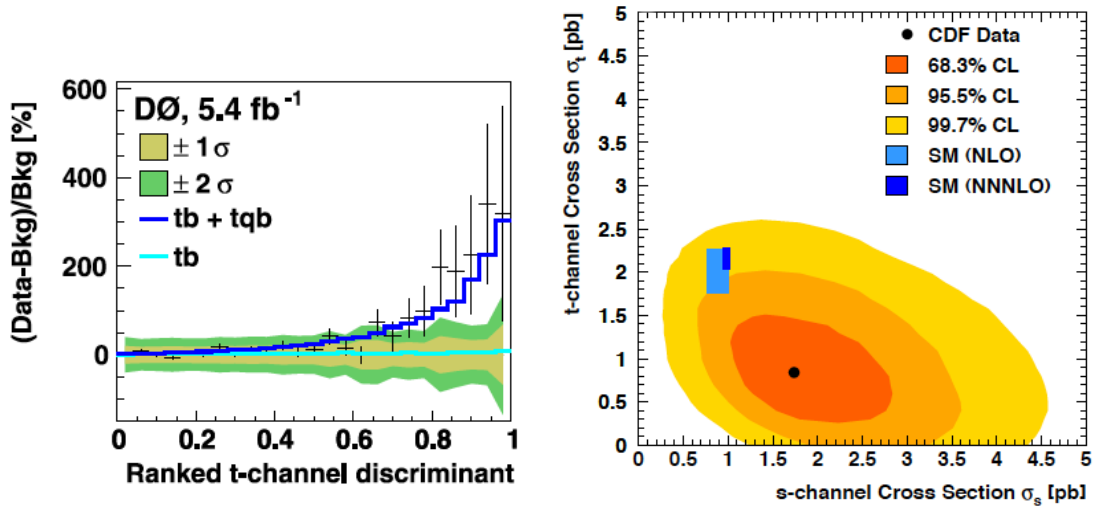 600
400
200
0
(Data-Bkg)/Bkg [%]
DØ, 5.4 fb⁻¹
± 1 σ
± 2 σ
tb + tqb
tb
0 0.2 0.4 0.6 0.8 1
Ranked t-channel discriminant
5
4.5
4
3.5
3
2.5
2
1.5
1
0.5
0
t-channel Cross Section σt [pb]
CDF Data
68.3% CL
95.5% CL
99.7% CL
SM (NLO)
SM (NNNLO)
0 0.5 1 1.5 2 2.5 3 3.5 4 4.5 5
s-channel Cross Section σs [pb]